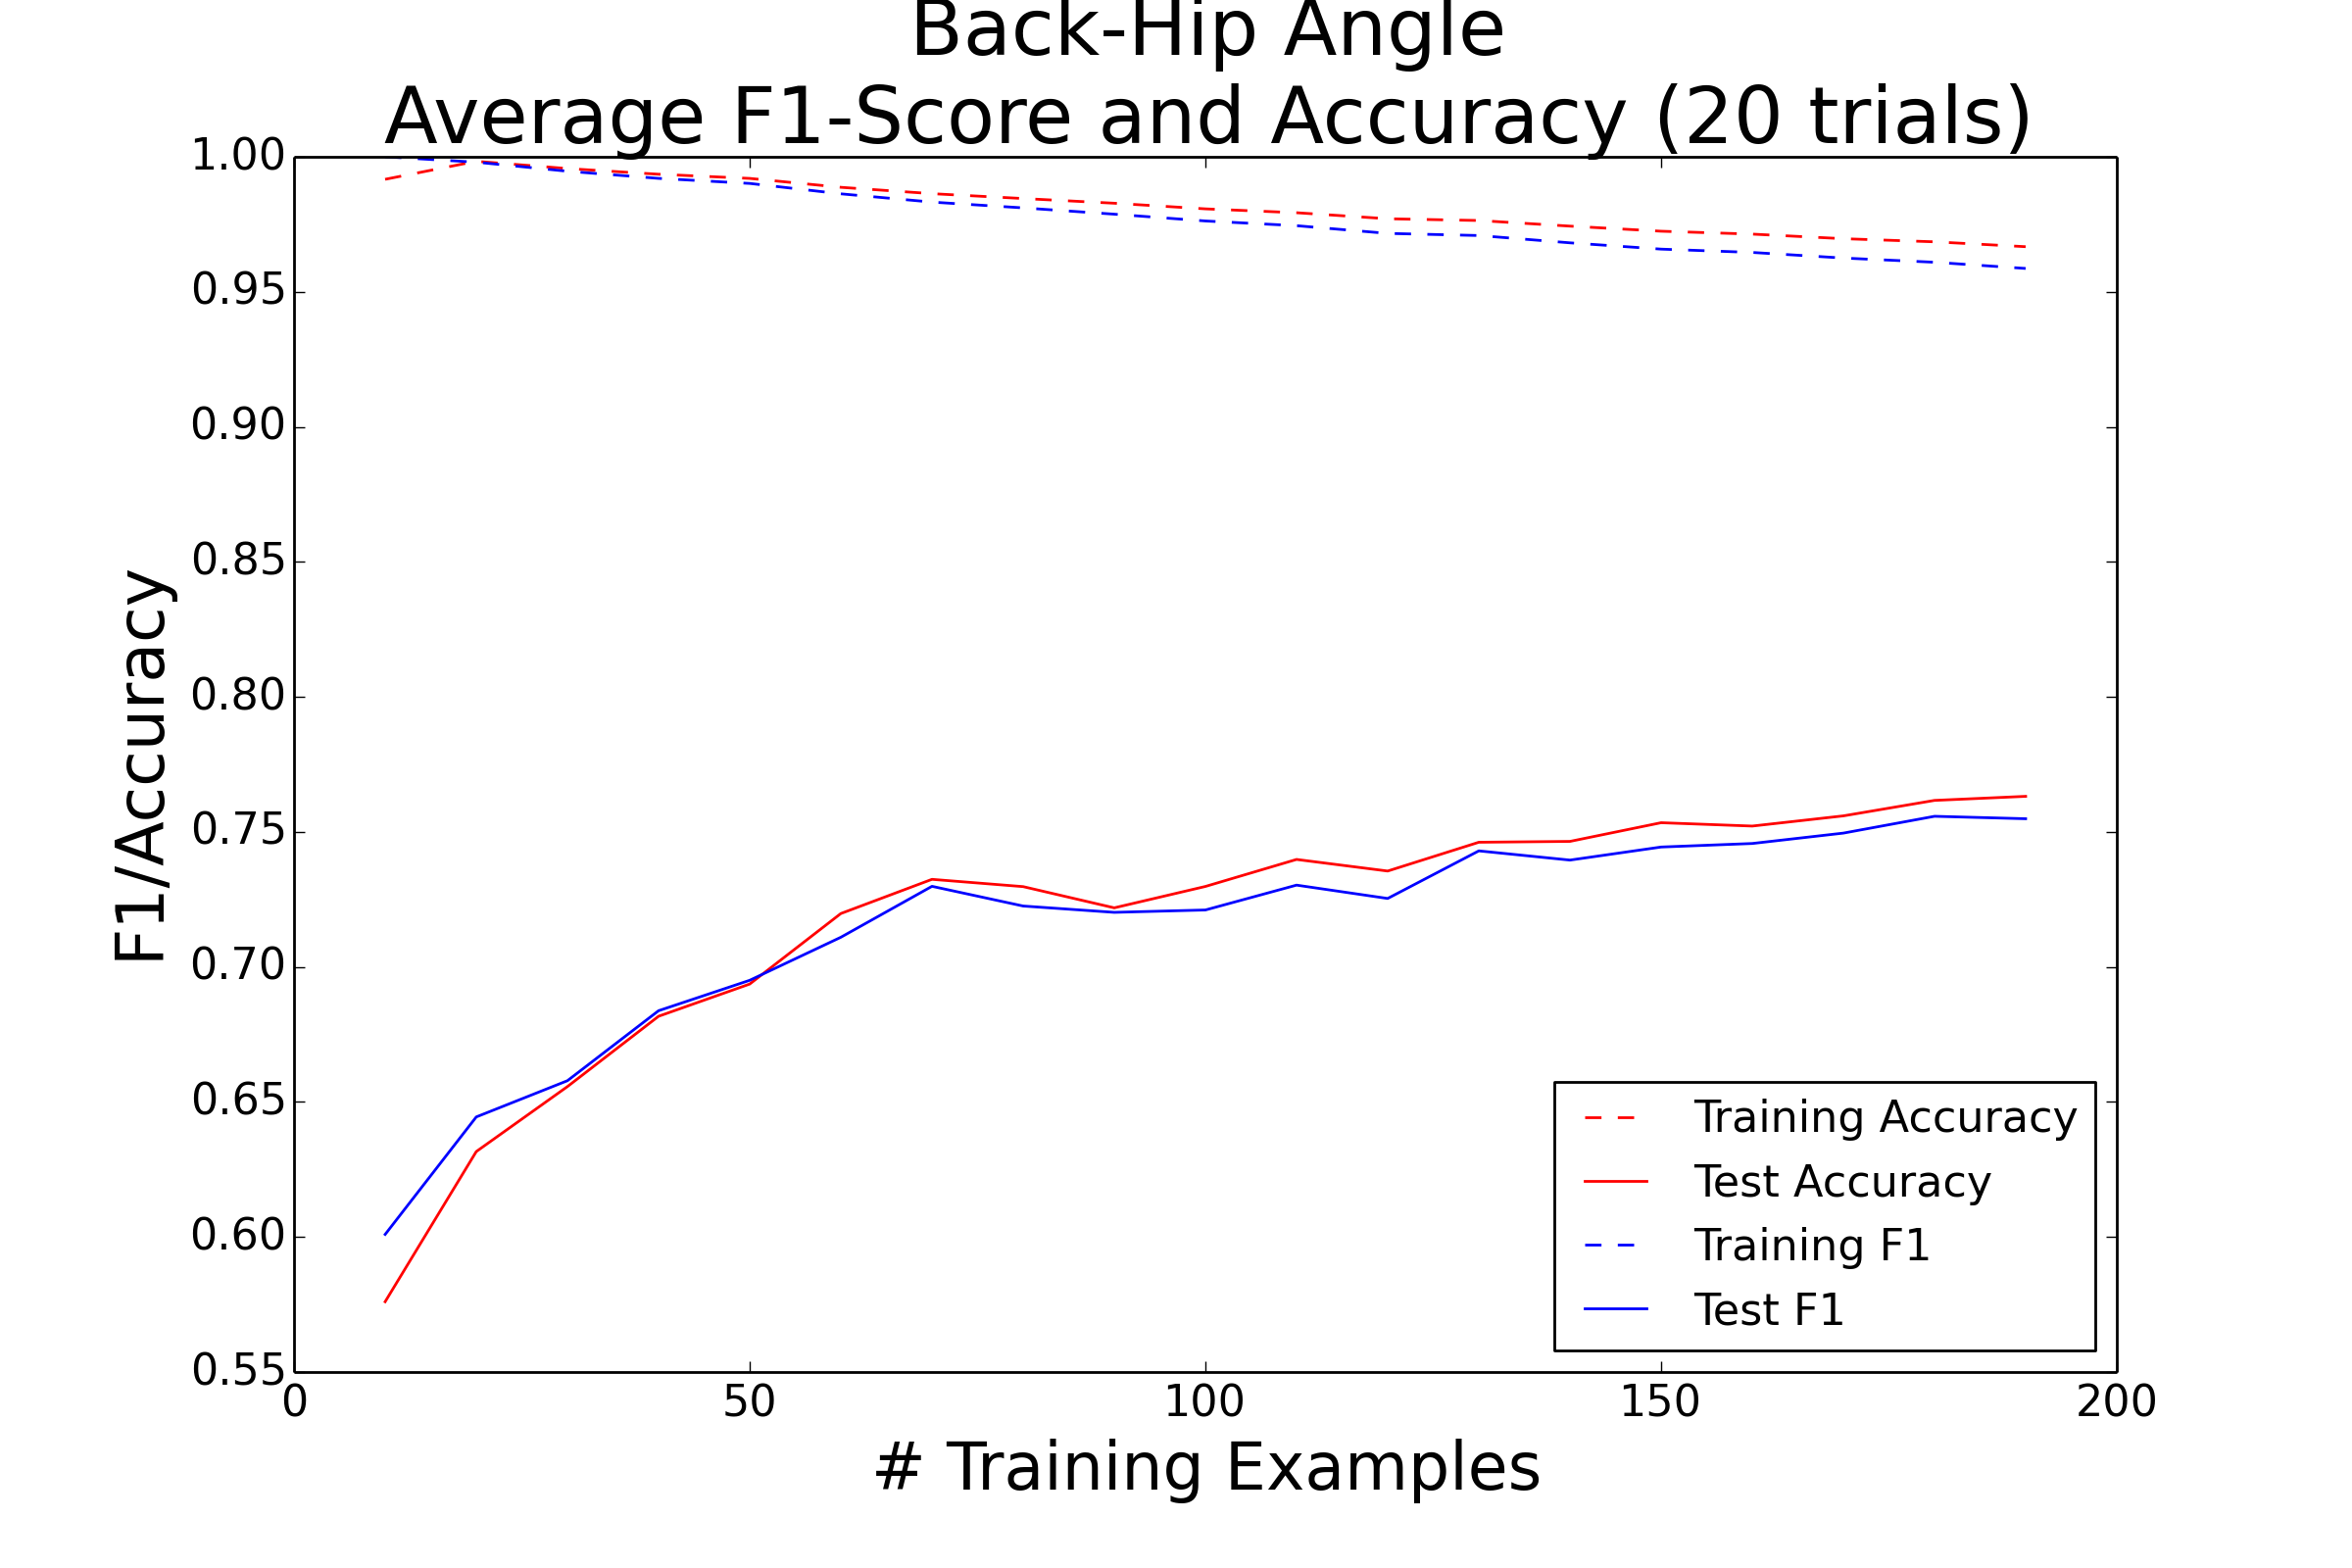 Back-Hip Angle
Average F1-Score and Accuracy (20 trials)
1.00
0.95
0.90
0.85
0.80
0.75
0.70
0.65
0.60
0.55
F1/Accuracy
0
50
100
150
200
# Training Examples
Training Accuracy
Test Accuracy
Training F1
Test F1